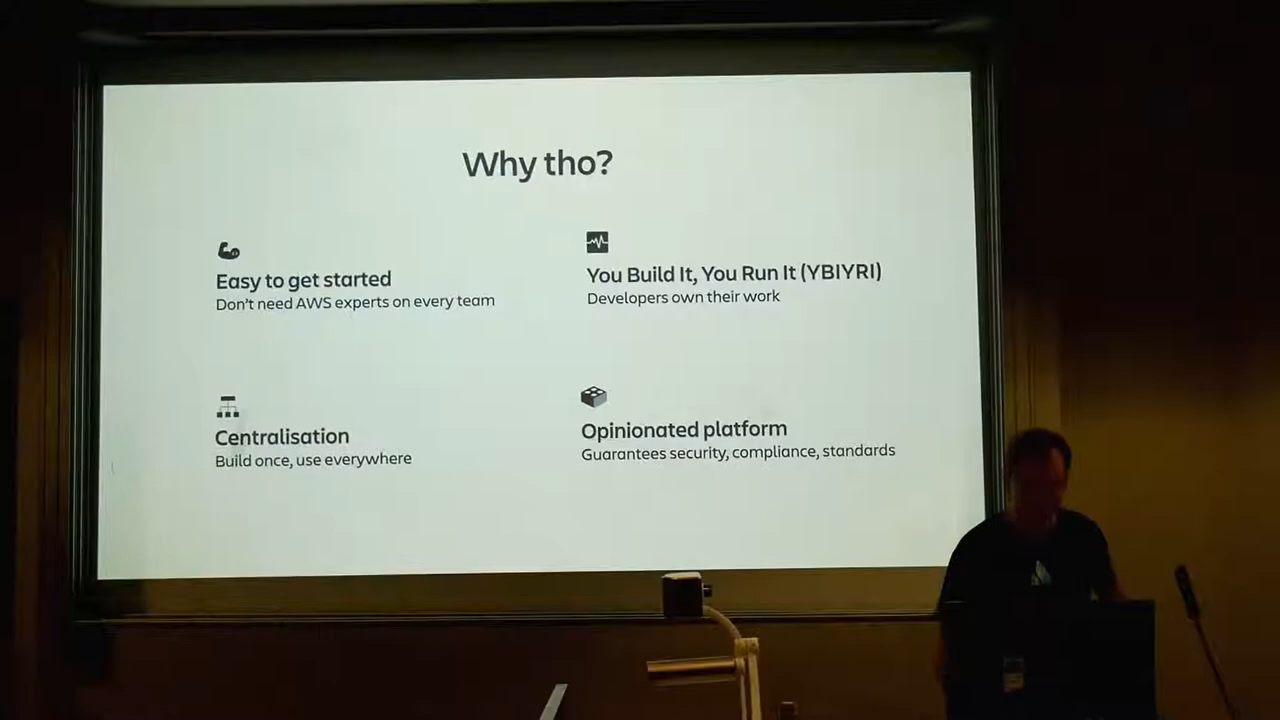 Why tho?
Easy to get started
Don't need AWS experts on every team
You Build It, You Run It (YBIYRI)
Developers own their work
Centralisation
Build once, use everywhere
Opinionated platform
Guarantees security, compliance, standards